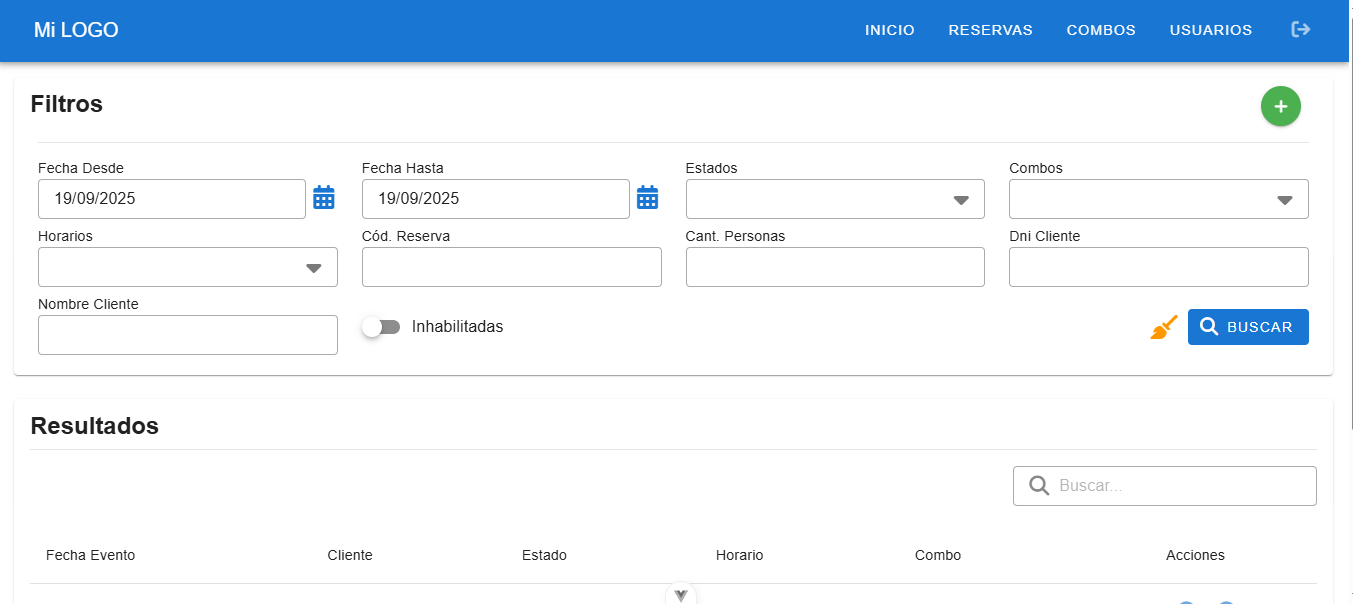 Mi LOGO INICIO RESERVAS COMBOS USUARIOS
Filtros
Fecha Desde Fecha Hasta Estados Combos
19/09/2025 19/09/2025
Horarios Cód. Reserva Cant. Personas Dni Cliente
Nombre Cliente
Inhabilitadas BUSCAR
Resultados
Buscar...
Fecha Evento Cliente Estado Horario Combo Acciones